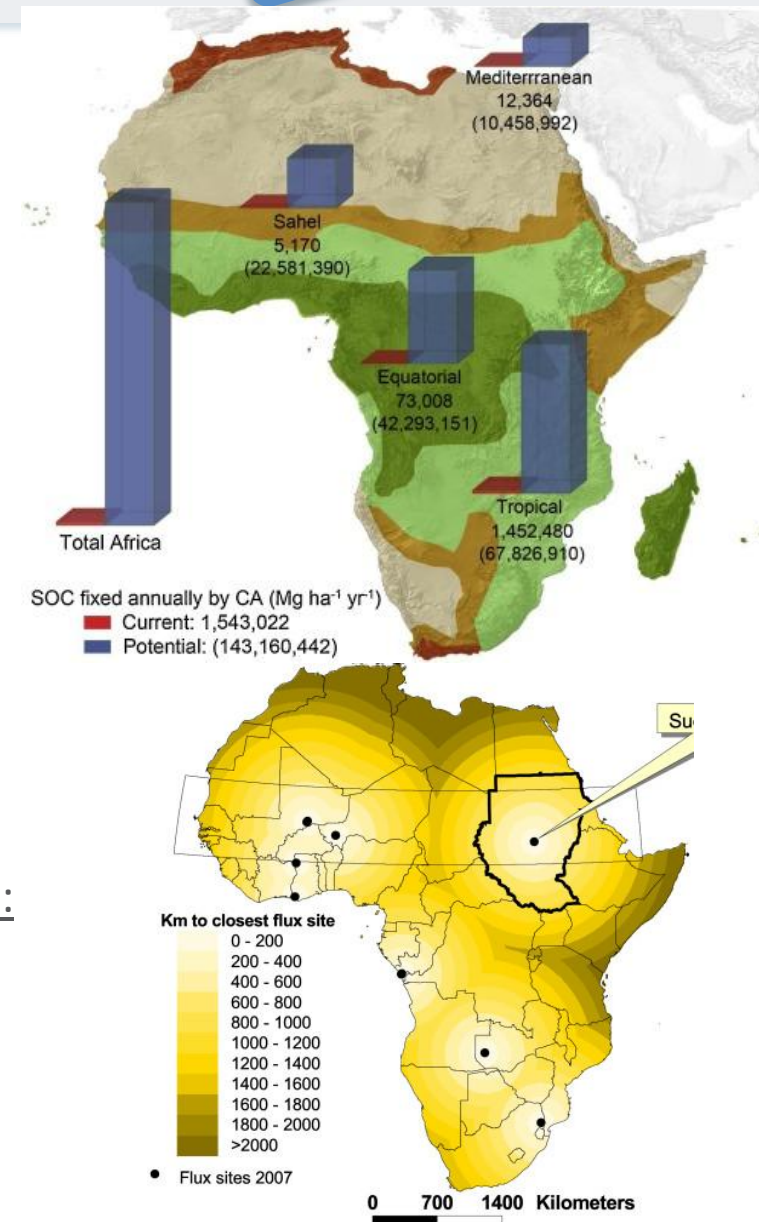 Mediterrranean
12,364
(10,458,992)
Sahel
5,170
(22,581,390)
Equatorial
73,008
(42,293,151)
Tropical
1,452,480
(67,826,910)
Total Africa
SOC fixed annually by CA (Mg ha⁻¹ yr⁻¹)
Current: 1,543,022
Potential: (143,160,442)
:
Km to closest flux site
0 - 200
200 - 400
400 - 600
600 - 800
800 - 1000
1000 - 1200
1200 - 1400
1400 - 1600
1600 - 1800
1800 - 2000
>2000
Flux sites 2007
0 700 1400 Kilometers